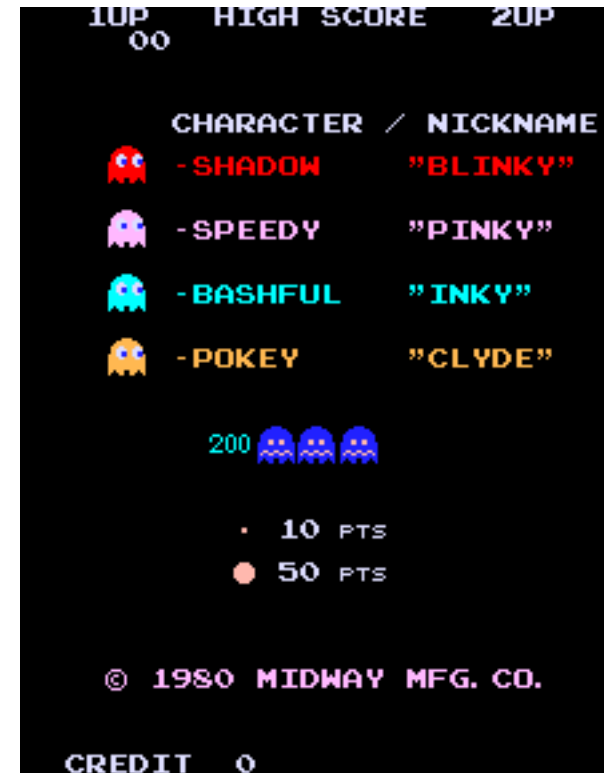 1UP HIGH SCORE 2UP
00
CHARACTER / NICKNAME
-SHADOW "BLINKY"
-SPEEDY "PINKY"
-BASHFUL "INKY"
-POKEY "CLYDE"
200
10 PTS
50 PTS
© 1980 MIDWAY MFG. CO.
CREDIT 0